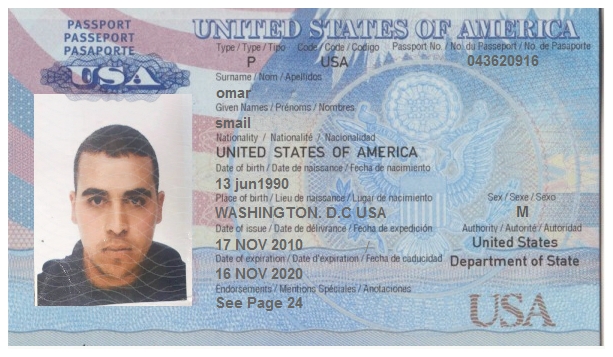 PASSPORT
PASSEPORT
PASAPORTE
USA
UNITED STATES OF AMERICA
Type / Type / Tipo Code / Code / Codigo Passport No. / No. du Passeport / No. de Pasaporte
P USA 043620916
Surname / Nom / Apellidos
omar
Given Names / Prénoms / Nombres
smail
Nationality / Nationalité / Nacionalidad
UNITED STATES OF AMERICA
Date of birth / Date de naissance / Fecha de nacimiento
13 jun1990
Place of birth / Lieu de naissance / Lugar de nacimiento Sex / Sexe / Sexo
WASHINGTON. D.C USA M
Date of issue / Date de délivrance / Fecha de expedición Authority / Autorité / Autoridad
17 NOV 2010 United States
Date of expiration / Date d'expiration / Fecha de caducidad Department of State
16 NOV 2020
Endorsements / Mentions Spéciales / Anotaciones
See Page 24
USA